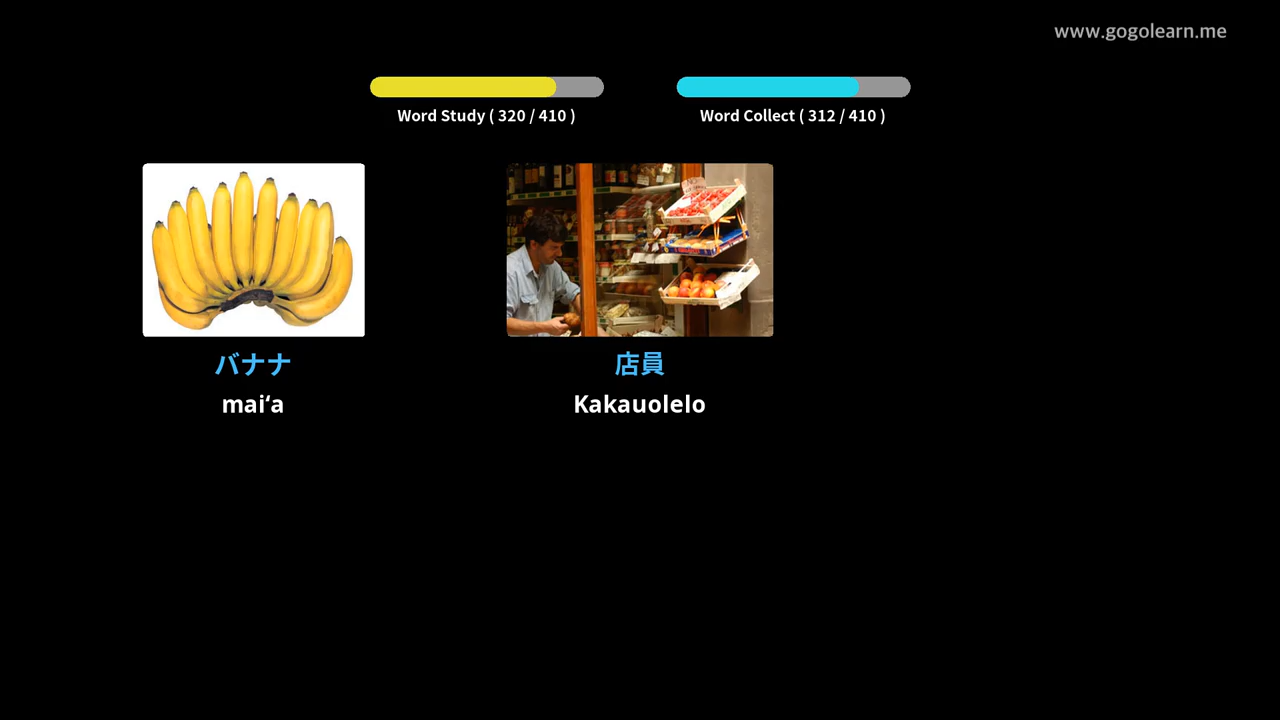 www.gogolearn.me
Word Study ( 320 / 410 )
Word Collect ( 312 / 410 )
バナナ
maiʻa
店員
Kakauolelo